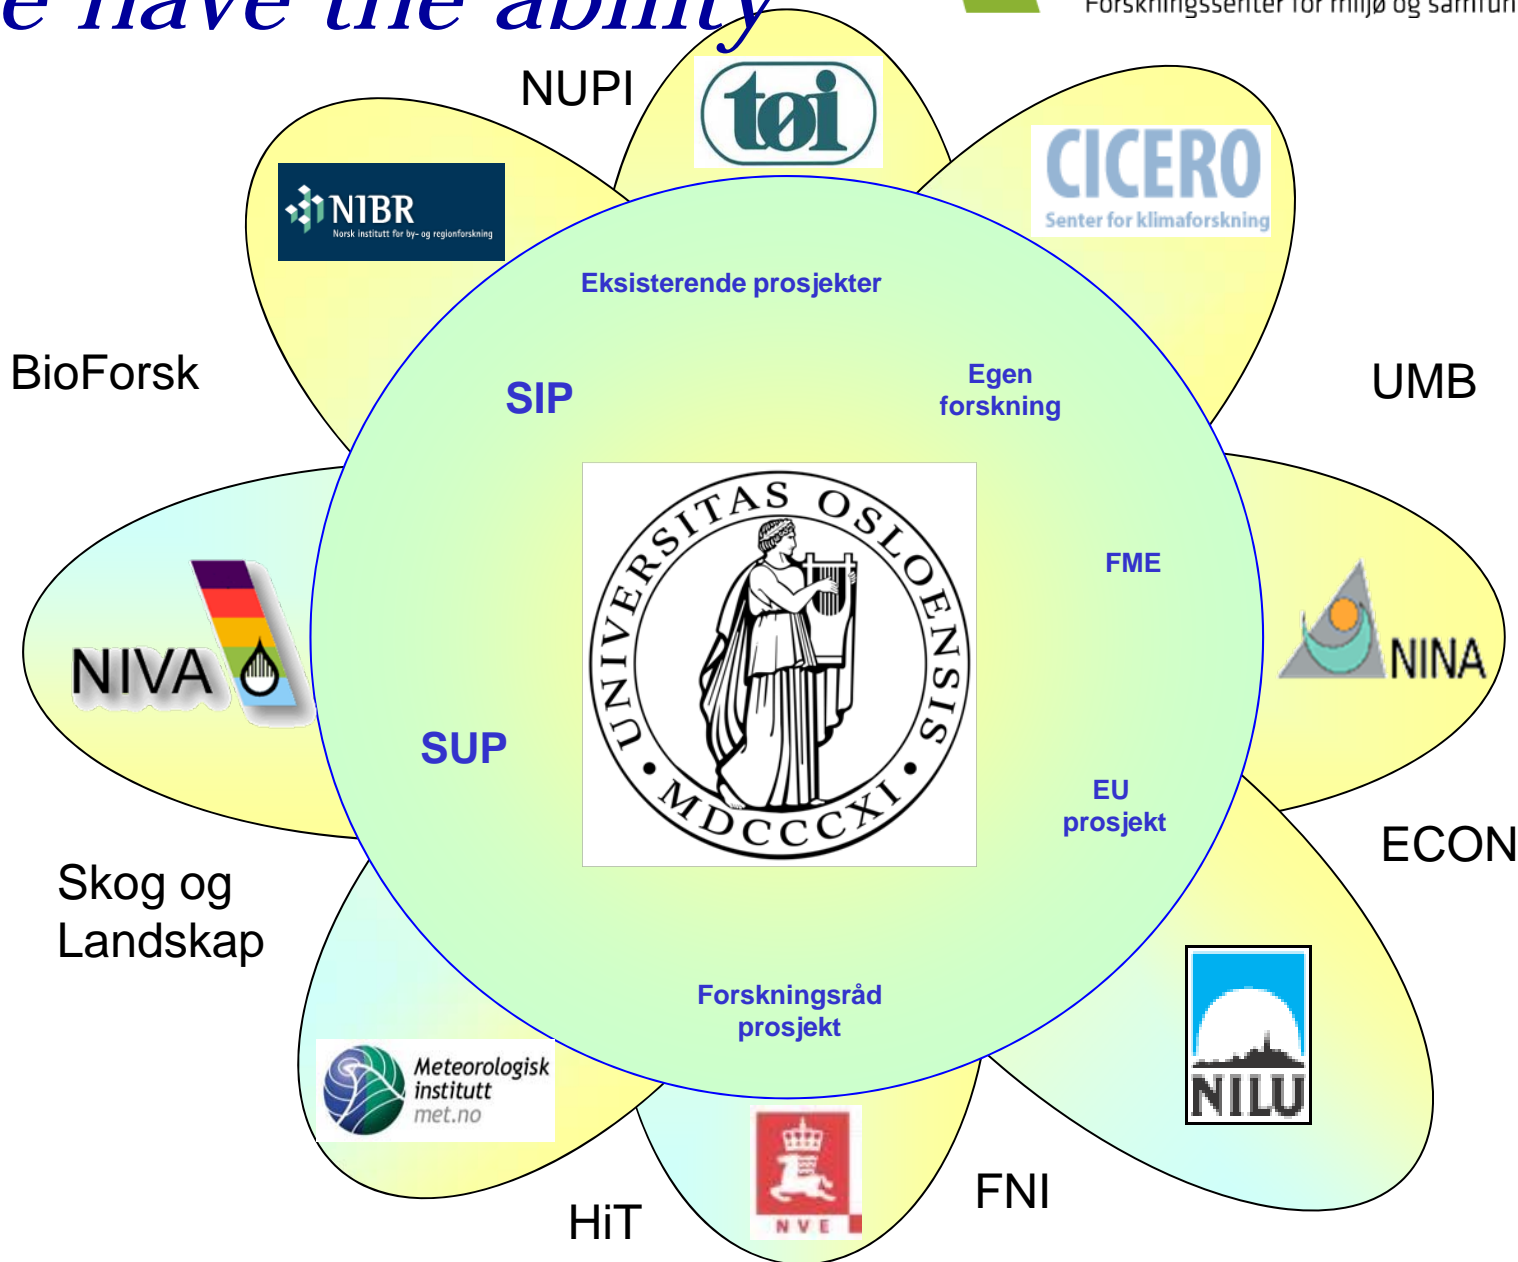 e have the ability
Forskningssenter for miljø og samfun
NUPI
tøi
CICERO
Senter for klimaforskning
NIBR
Norsk institutt for by- og regionforskning
Eksisterende prosjekter
BioForsk
SIP
Egen
forskning
UMB
UNIVERSITAS OSLOENSIS
MDCCCXI
FME
NIVA
NINA
SUP
EU
prosjekt
ECON
Skog og
Landskap
Forskningsråd
prosjekt
Meteorologisk
institutt
met.no
NILU
NVE
FNI
HiT